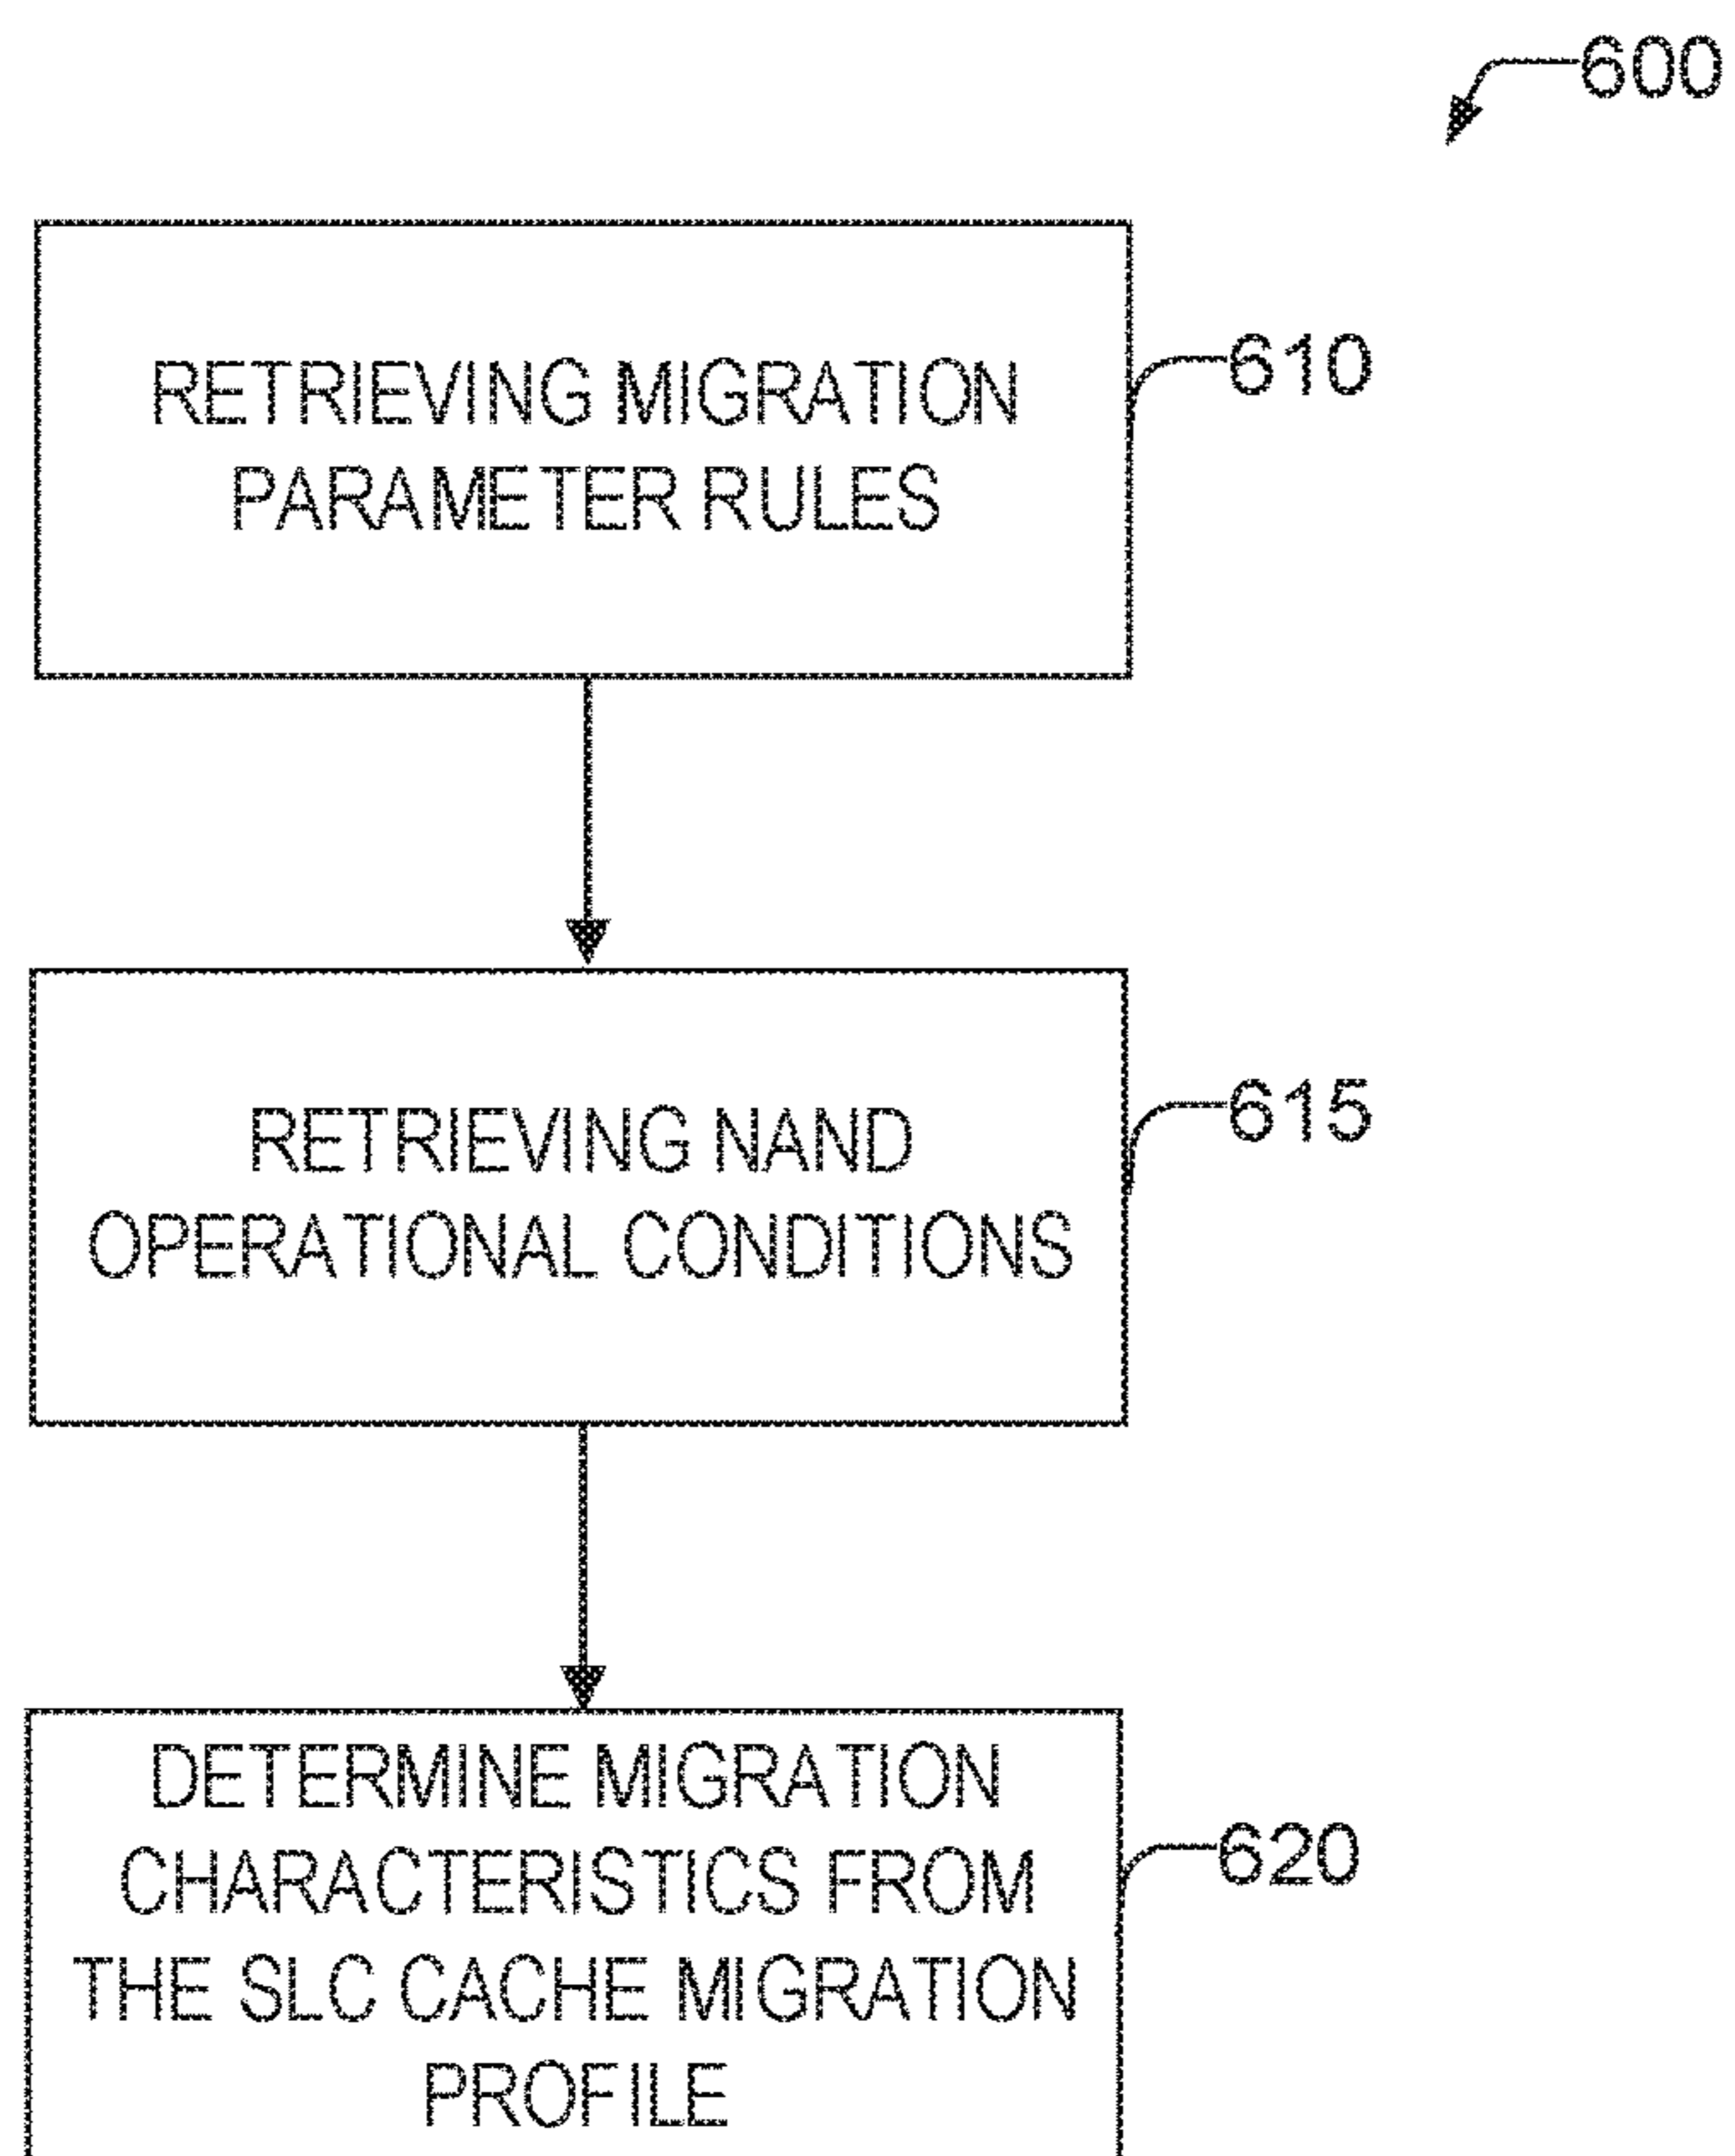 600
RETRIEVING MIGRATION
PARAMETER RULES
610
RETRIEVING NAND
OPERATIONAL CONDITIONS
615
DETERMINE MIGRATION
CHARACTERISTICS FROM
THE SLC CACHE MIGRATION
PROFILE
620